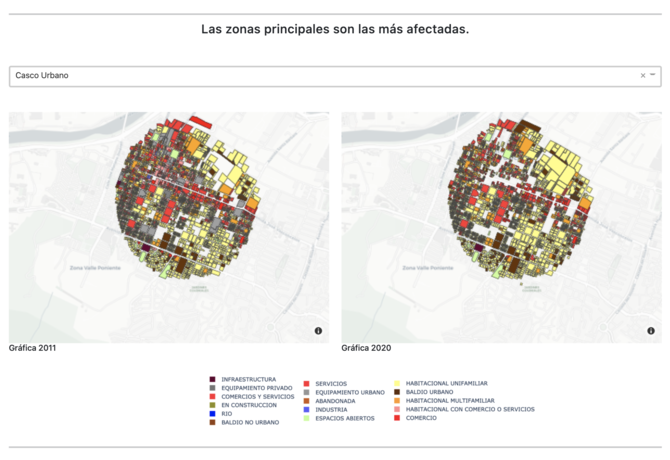 Las zonas principales son las más afectadas.
Casco Urbano
Zona Valle Poniente
Zona Valle Poniente
Gráfica 2011
Gráfica 2020
INFRAESTRUCTURA
EQUIPAMIENTO PRIVADO
COMERCIOS Y SERVICIOS
EN CONSTRUCCION
RIO
BALDIO NO URBANO
SERVICIOS
EQUIPAMIENTO URBANO
ABANDONADA
INDUSTRIA
ESPACIOS ABIERTOS
HABITACIONAL UNIFAMILIAR
BALDIO URBANO
HABITACIONAL MULTIFAMILIAR
HABITACIONAL CON COMERCIO O SERVICIOS
COMERCIO